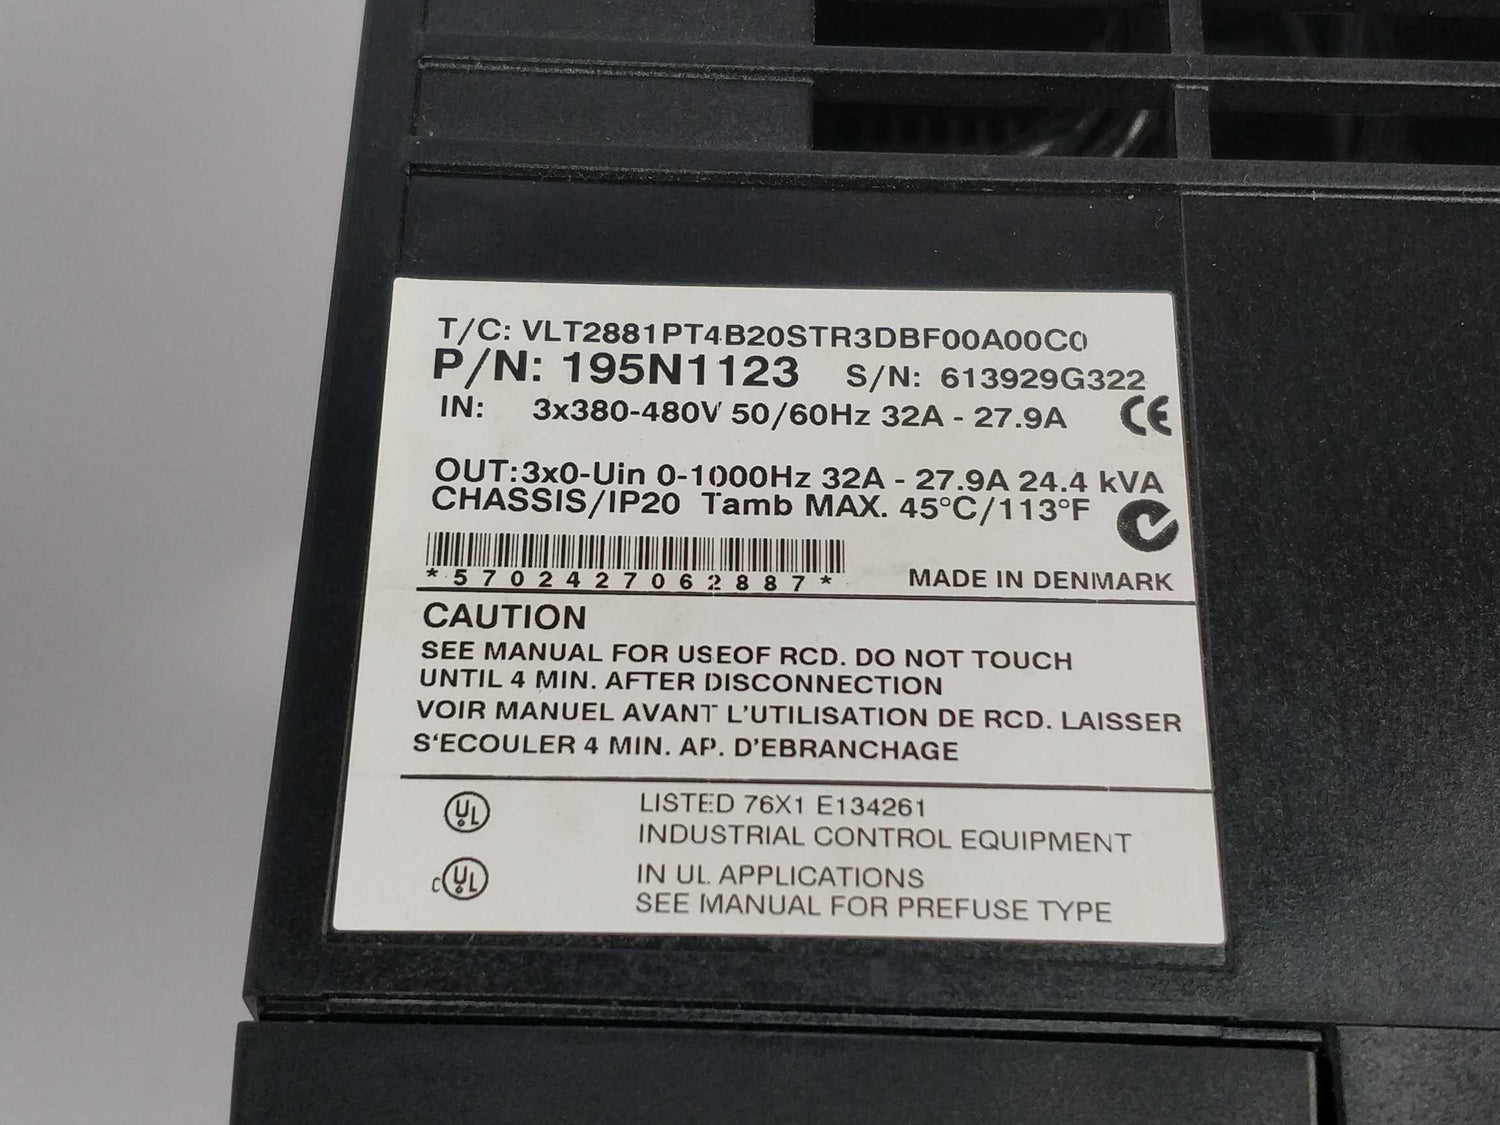 T/C: VLT2881PT4B20STR3DBF00A00C0
P/N: 195N1123 S/N: 613929G322
IN: 3x380-480V 50/60Hz 32A - 27.9A CE
OUT:3x0-Uin 0-1000Hz 32A - 27.9A 24.4 kVA
CHASSIS/IP20 Tamb MAX. 45°C/113°F
*5702427062887* MADE IN DENMARK
CAUTION
SEE MANUAL FOR USEOF RCD. DO NOT TOUCH
UNTIL 4 MIN. AFTER DISCONNECTION
VOIR MANUEL AVANT L'UTILISATION DE RCD. LAISSER
S'ECOULER 4 MIN. AP. D'EBRANCHAGE
UL LISTED 76X1 E134261
INDUSTRIAL CONTROL EQUIPMENT
c UL IN UL APPLICATIONS
SEE MANUAL FOR PREFUSE TYPE